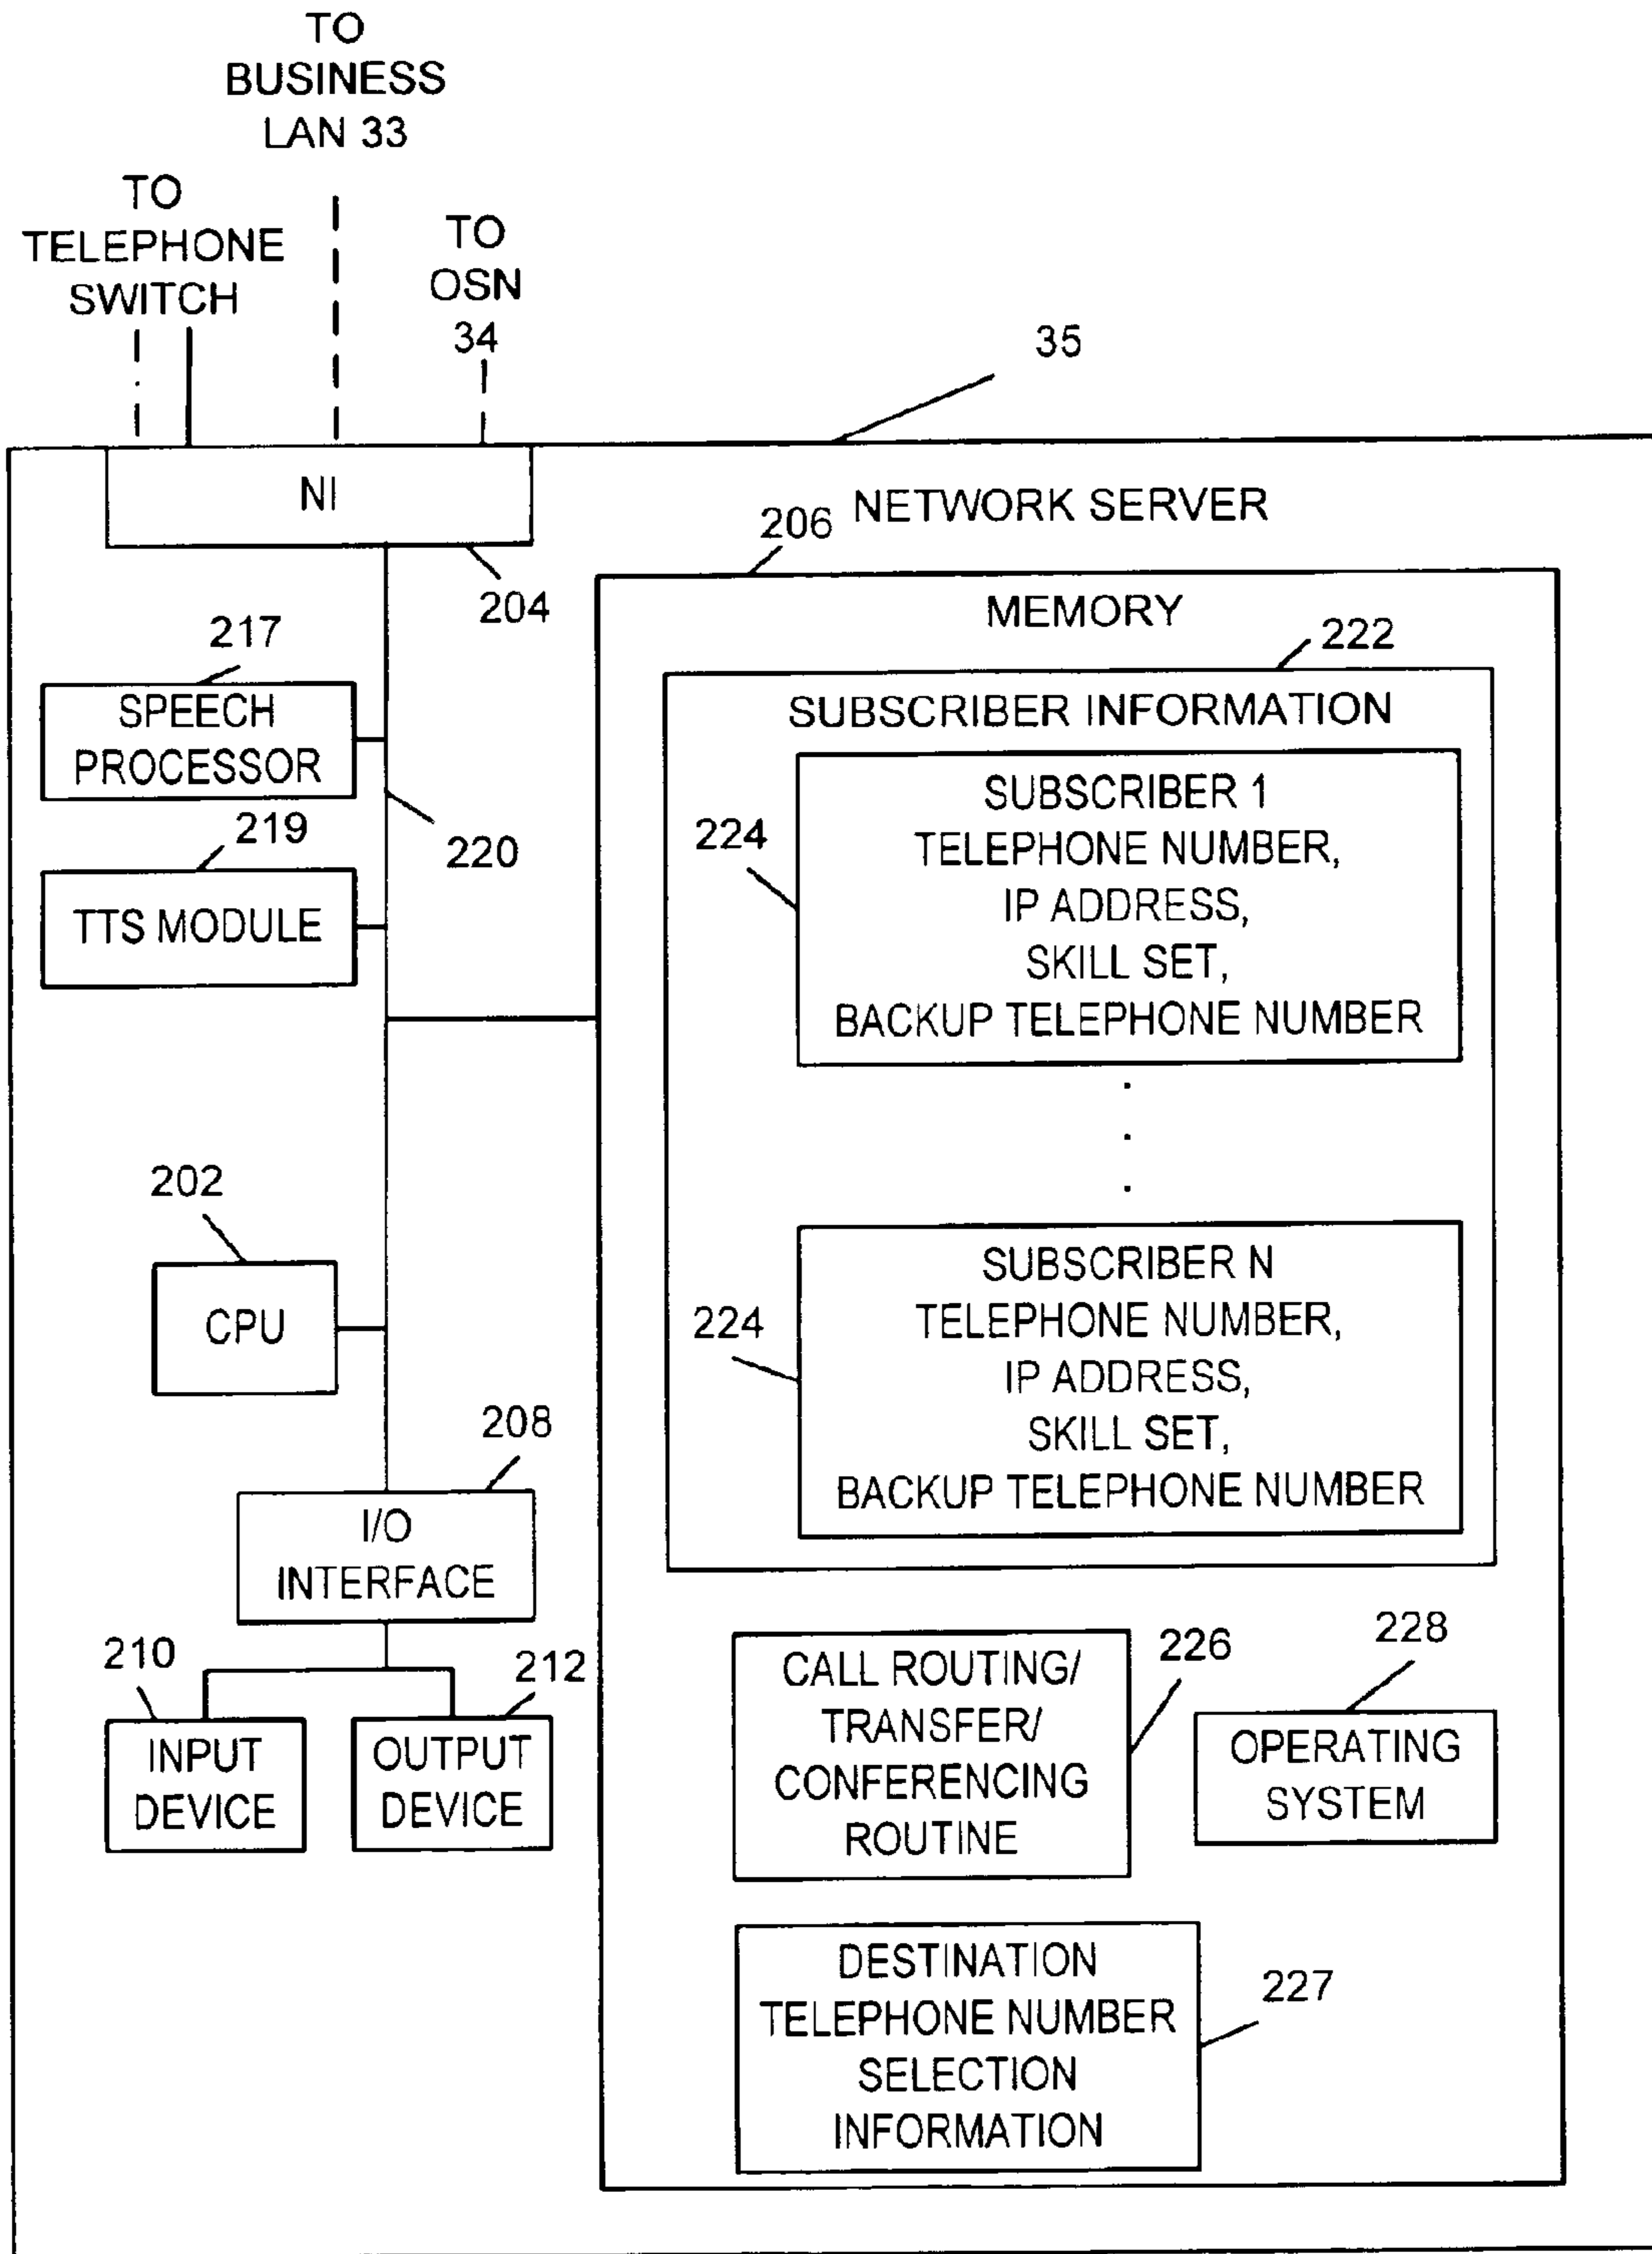 TO
BUSINESS
LAN 33
TO
TELEPHONE
SWITCH
TO
OSN
34
35
NI
204
NETWORK SERVER
206
MEMORY
217
SPEECH
PROCESSOR
219
TTS MODULE
220
222
SUBSCRIBER INFORMATION
224
SUBSCRIBER 1
TELEPHONE NUMBER,
IP ADDRESS,
SKILL SET,
BACKUP TELEPHONE NUMBER
.
.
.
224
SUBSCRIBER N
TELEPHONE NUMBER,
IP ADDRESS,
SKILL SET,
BACKUP TELEPHONE NUMBER
202
CPU
208
I/O
INTERFACE
210
INPUT
DEVICE
212
OUTPUT
DEVICE
CALL ROUTING/
TRANSFER/
CONFERENCING
ROUTINE
226
228
OPERATING
SYSTEM
DESTINATION
TELEPHONE NUMBER
SELECTION
INFORMATION
227